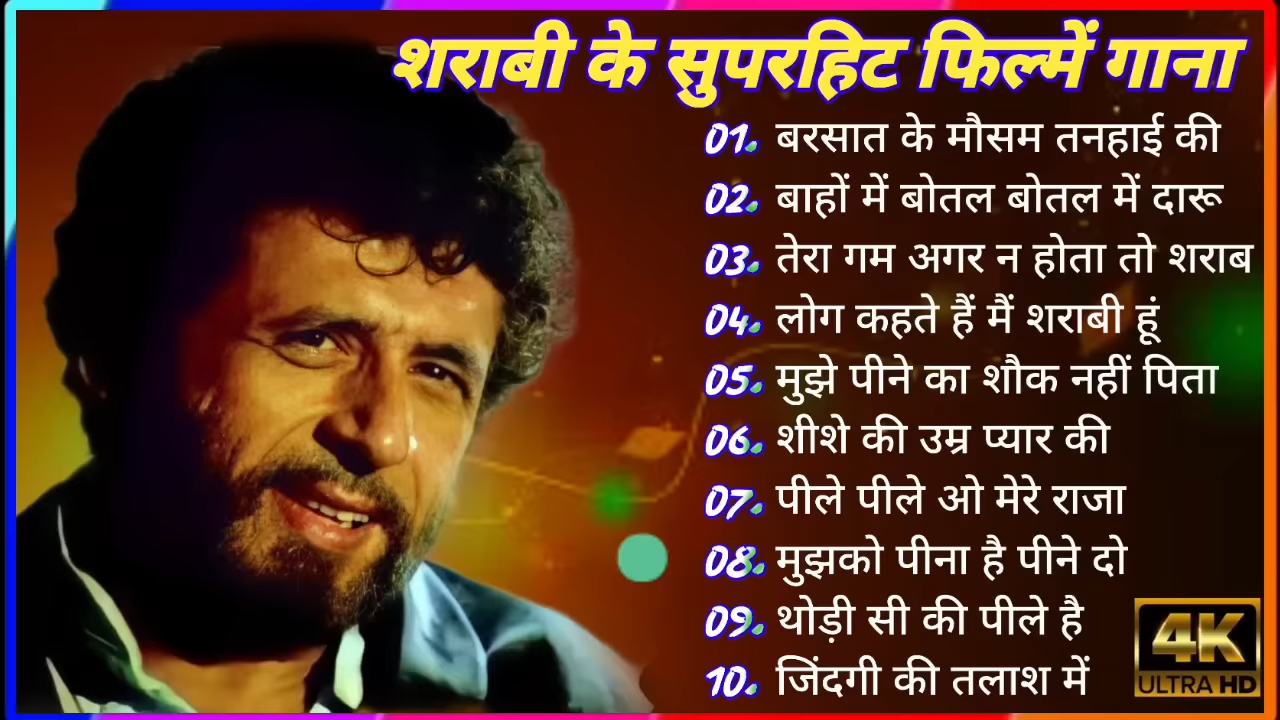 शराबी के सुपरहिट फिल्में गाना
01. बरसात के मौसम तनहाई की
02. बाहों में बोतल बोतल में दारू
03. तेरा गम अगर न होता तो शराब
04. लोग कहते हैं मैं शराबी हूं
05. मुझे पीने का शौक नहीं पिता
06. शीशे की उम्र प्यार की
07. पीले पीले ओ मेरे राजा
08. मुझको पीना है पीने दो
09. थोड़ी सी की पीले है
10. जिंदगी की तलाश में
4K
ULTRA HD